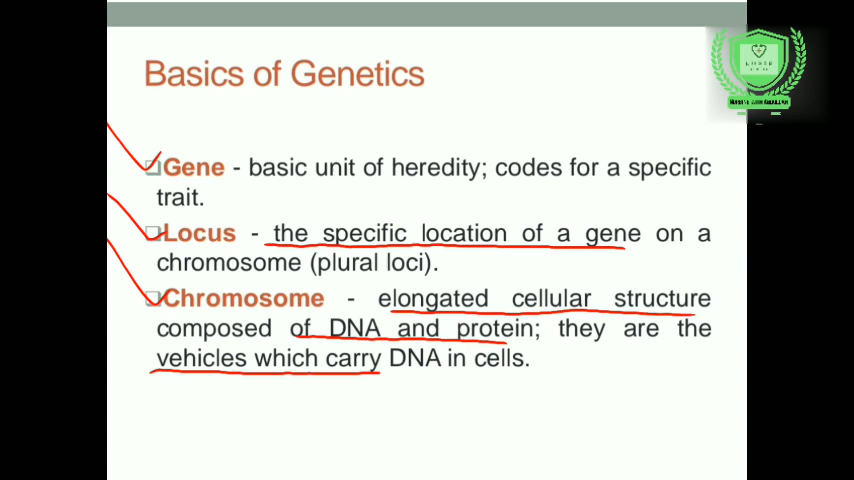 Basics of Genetics
Gene - basic unit of heredity; codes for a specific
trait.
Locus - the specific location of a gene on a
chromosome (plural loci).
Chromosome - elongated cellular structure
composed of DNA and protein; they are the
vehicles which carry DNA in cells.